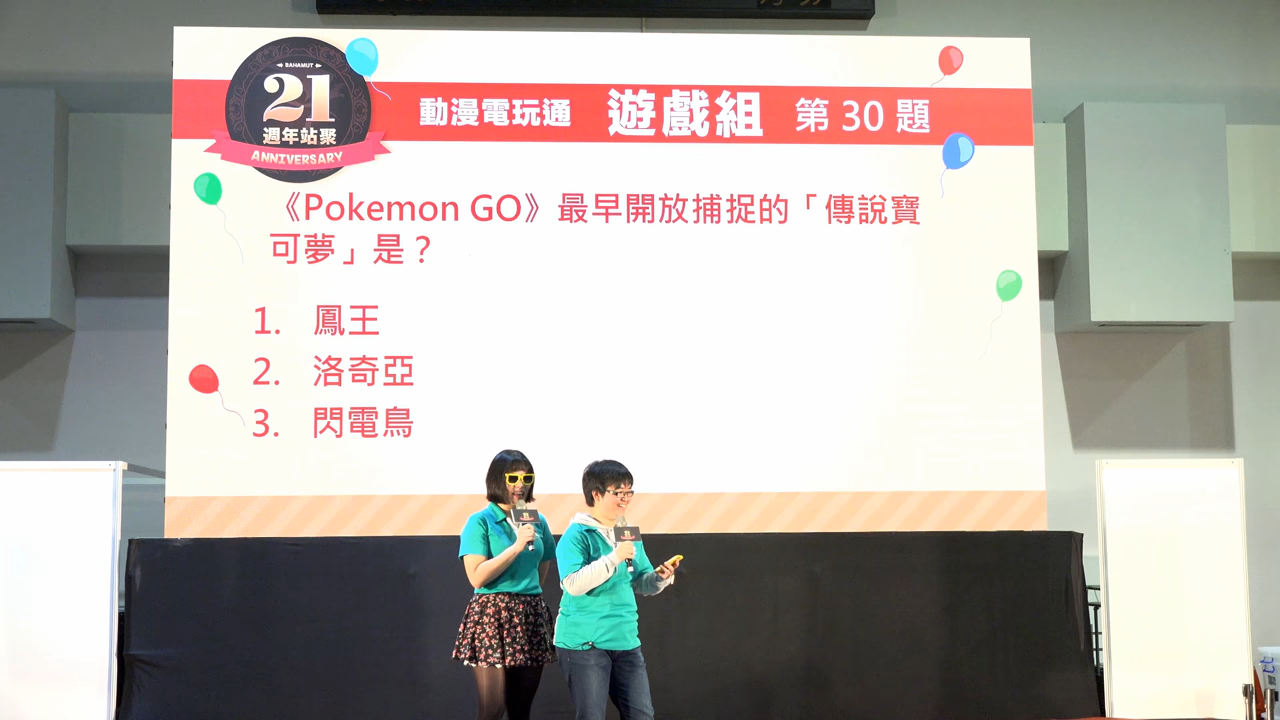 BAHAMUT
21
週年站聚
ANNIVERSARY
動漫電玩通 遊戲組 第 30 題
《Pokemon GO》最早開放捕捉的「傳說寶
可夢」是？
1. 鳳王
2. 洛奇亞
3. 閃電鳥